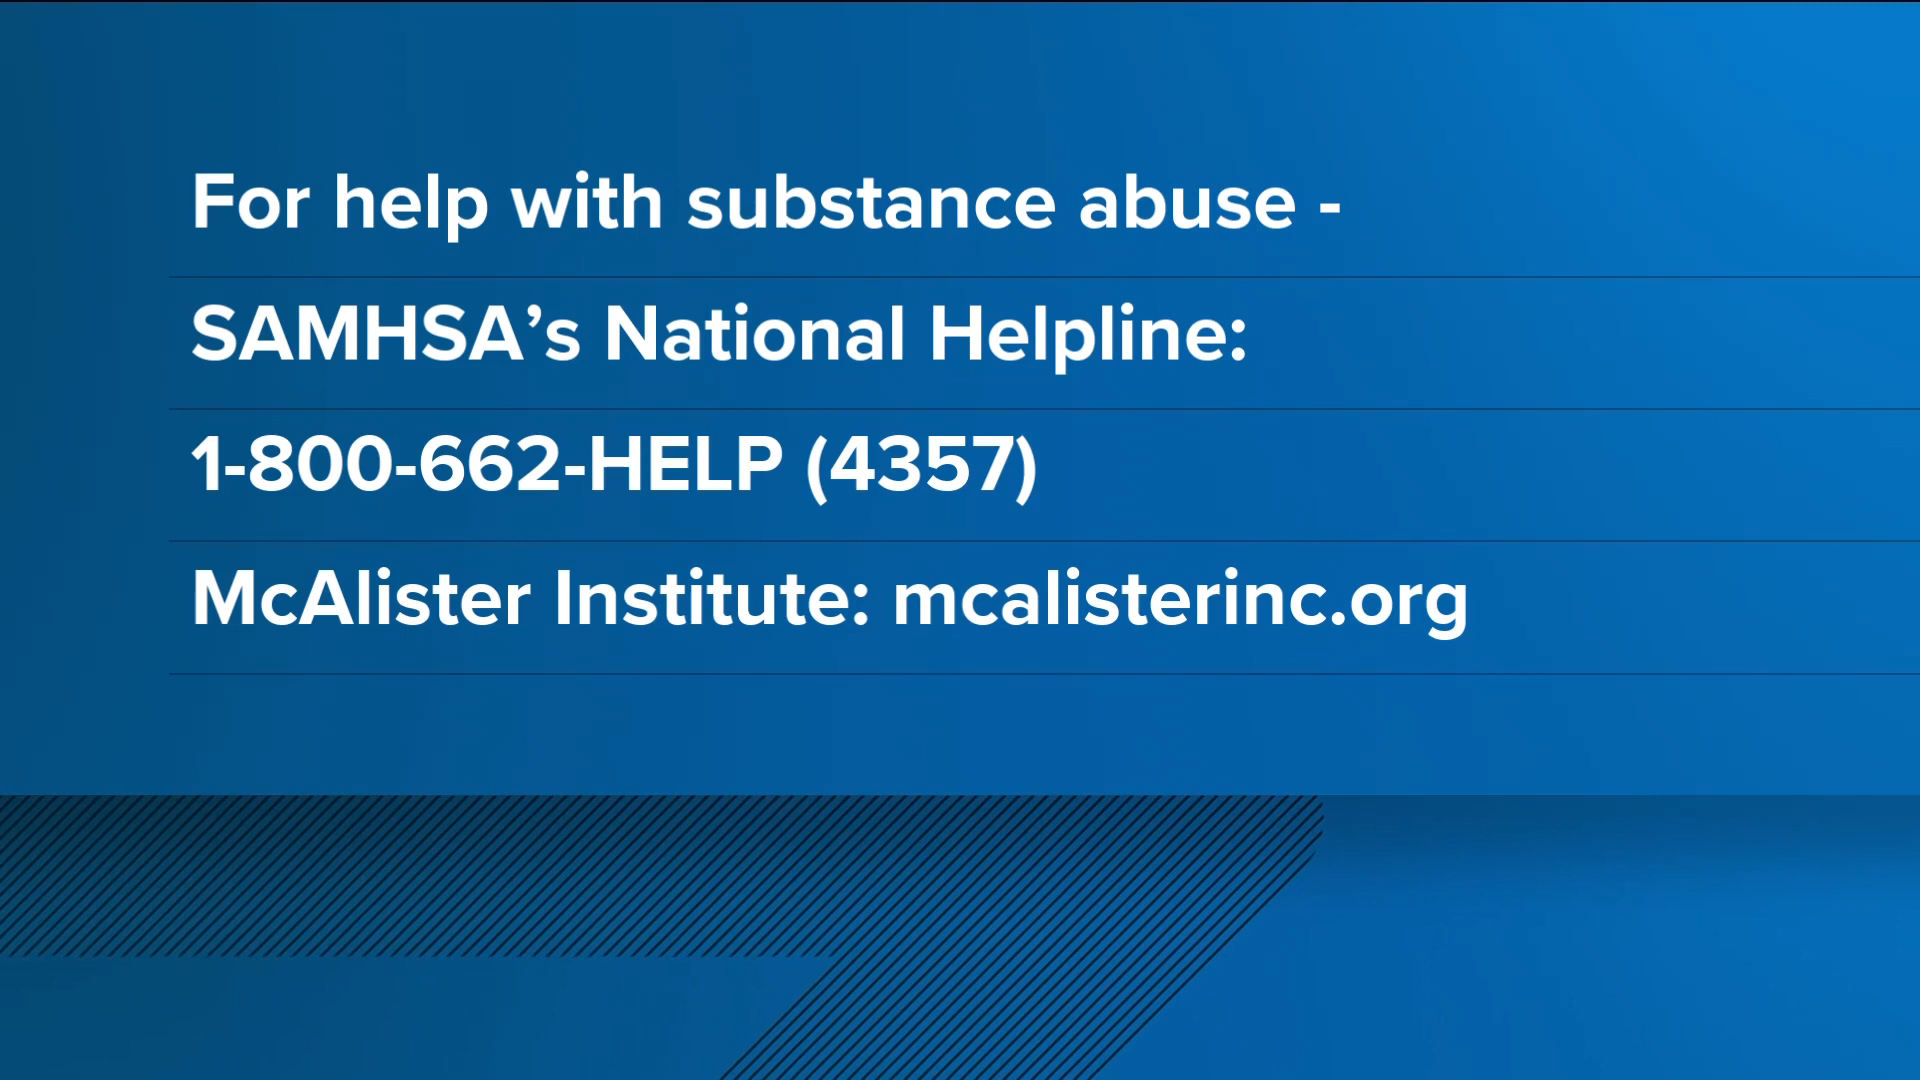 For help with substance abuse -
SAMHSA’s National Helpline:
1-800-662-HELP (4357)
McAlister Institute: mcalisterinc.org